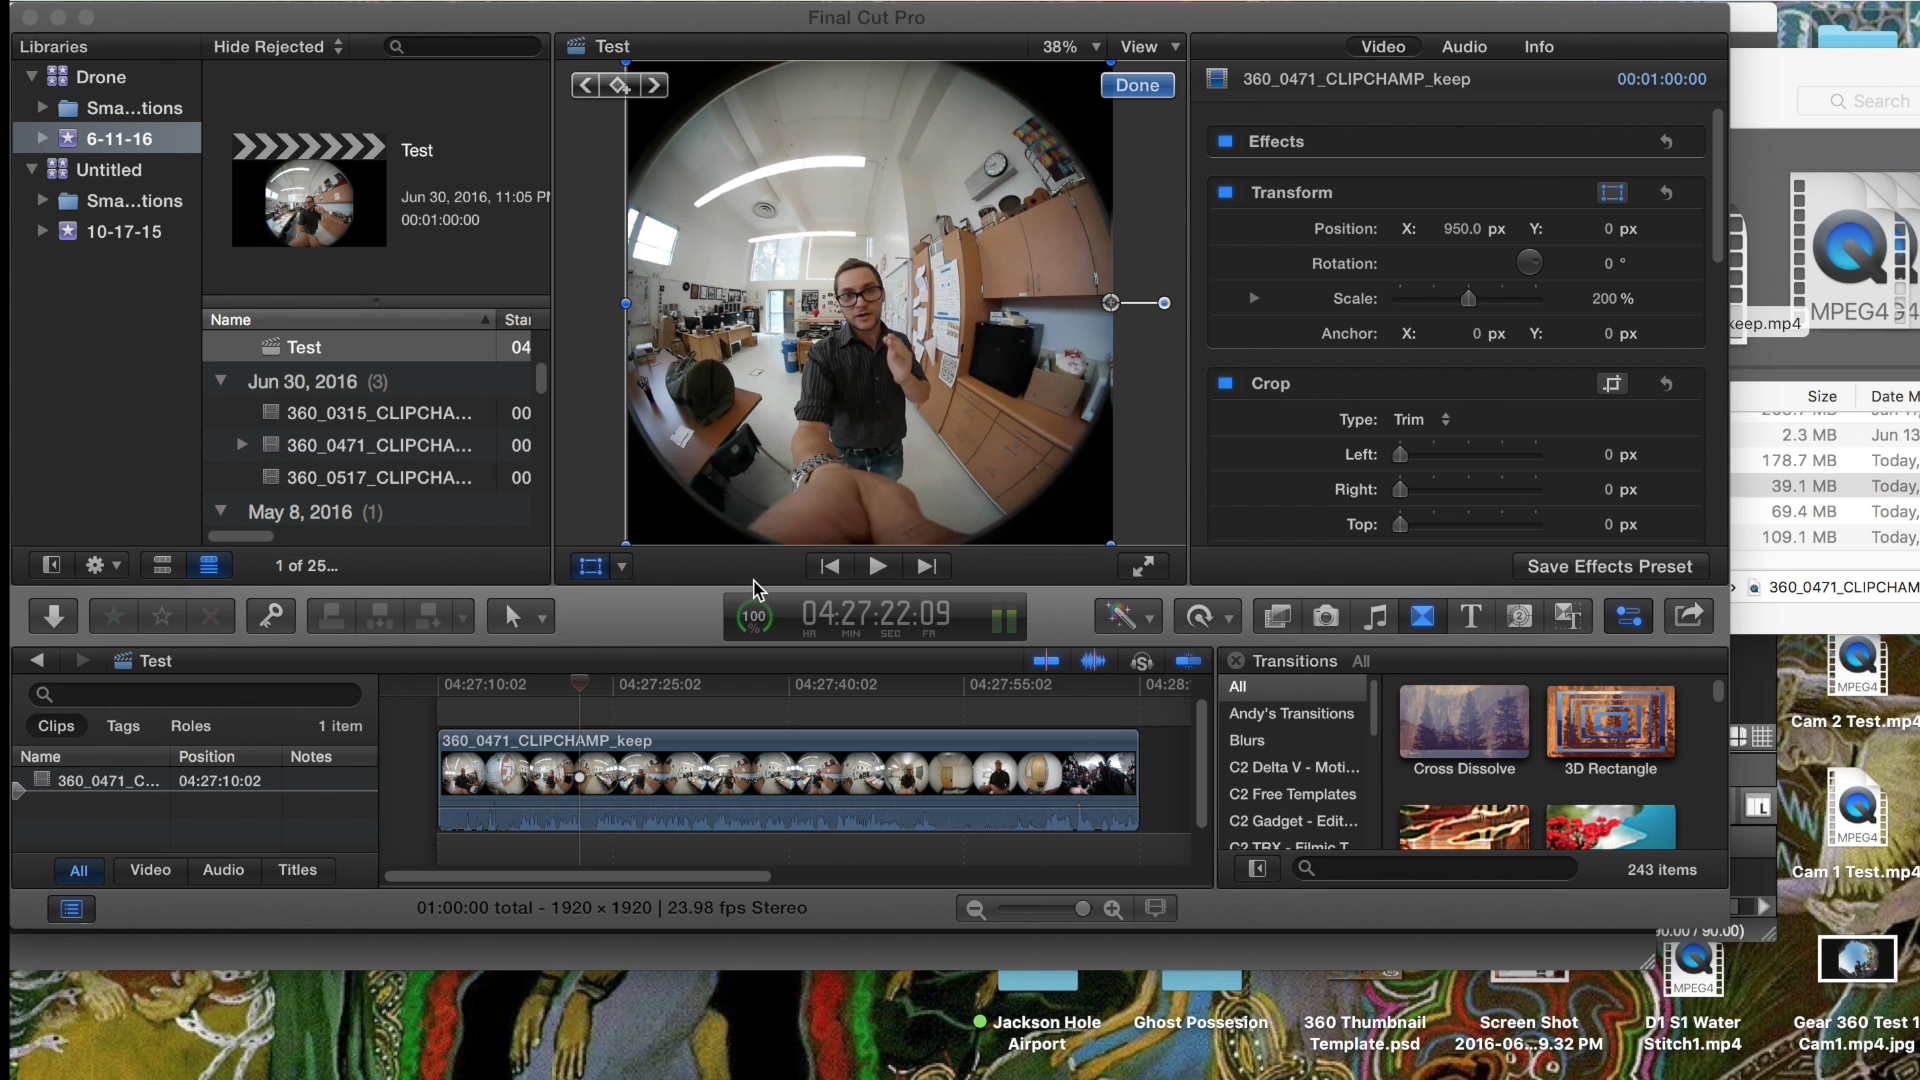 Final Cut Pro
Libraries
Hide Rejected
Test
38%
View
Video
Audio
Info
Drone
Sma...tions
6-11-16
Untitled
Sma...tions
10-17-15
Test
Jun 30, 2016, 11:05 P
00:01:00:00
Done
360_0471_CLIPCHAMP_keep
00:01:00:00
Effects
Transform
Position: X: 950.0 px Y: 0 px
Rotation: 0 °
Scale: 200 %
Anchor: X: 0 px Y: 0 px
Crop
Type: Trim
Left: 0 px
Right: 0 px
Top: 0 px
Save Effects Preset
Name
Test 04
Jun 30, 2016 (3)
360_0315_CLIPCHA... 00
360_0471_CLIPCHA... 00
360_0517_CLIPCHA... 00
May 8, 2016 (1)
1 of 25...
Search
MPEG4
keep.mp4
Size Date M
2.3 MB Jun 13
178.7 MB Today,
39.1 MB Today,
69.4 MB Today,
109.1 MB Today,
360_0471_CLIPCHAM
100
%
04:27:22:09
HR MIN SEC FR
Test
Clips
Tags
Roles
1 item
Name Position Notes
360_0471_C... 04:27:10:02
All
Video
Audio
Titles
04:27:10:02
04:27:25:02
04:27:40:02
04:27:55:02
04:28:
360_0471_CLIPCHAMP_keep
01:00:00 total - 1920 × 1920 | 23.98 fps Stereo
Transitions
All
All
Andy's Transitions
Blurs
C2 Delta V - Moti...
C2 Free Templates
C2 Gadget - Edit...
C2 TRX - Filmic T
Cross Dissolve
3D Rectangle
243 items
MPEG4
Cam 2 Test.mp4
MPEG4
Cam 1 Test.mp4
90.00 / 90.00)
MPEG4
Jackson Hole
Airport
Ghost Possesion
360 Thumbnail
Template.psd
Screen Shot
2016-06...9.32 PM
D1 S1 Water
Stitch1.mp4
Gear 360 Test 1
Cam1.mp4.jpg